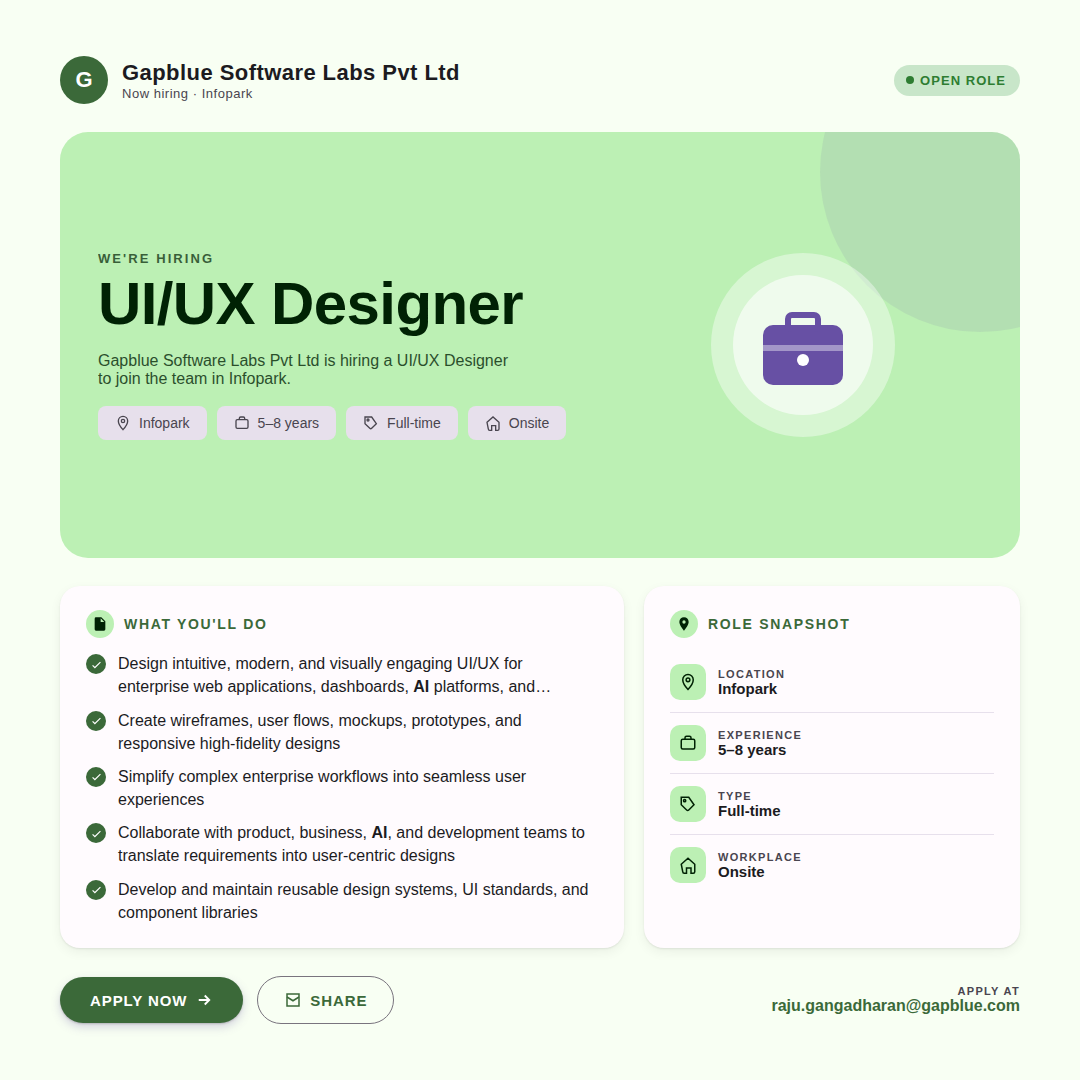 G
Gapblue Software Labs Pvt Ltd
Now hiring · Infopark
OPEN ROLE
WE'RE HIRING
UI/UX Designer
Gapblue Software Labs Pvt Ltd is hiring a UI/UX Designer
to join the team in Infopark.
Infopark
5–8 years
Full-time
Onsite
WHAT YOU'LL DO
Design intuitive, modern, and visually engaging UI/UX for
enterprise web applications, dashboards, AI platforms, and…
Create wireframes, user flows, mockups, prototypes, and
responsive high-fidelity designs
Simplify complex enterprise workflows into seamless user
experiences
Collaborate with product, business, AI, and development teams to
translate requirements into user-centric designs
Develop and maintain reusable design systems, UI standards, and
component libraries
ROLE SNAPSHOT
LOCATION
Infopark
EXPERIENCE
5–8 years
TYPE
Full-time
WORKPLACE
Onsite
APPLY NOW
SHARE
APPLY AT
raju.gangadharan@gapblue.com